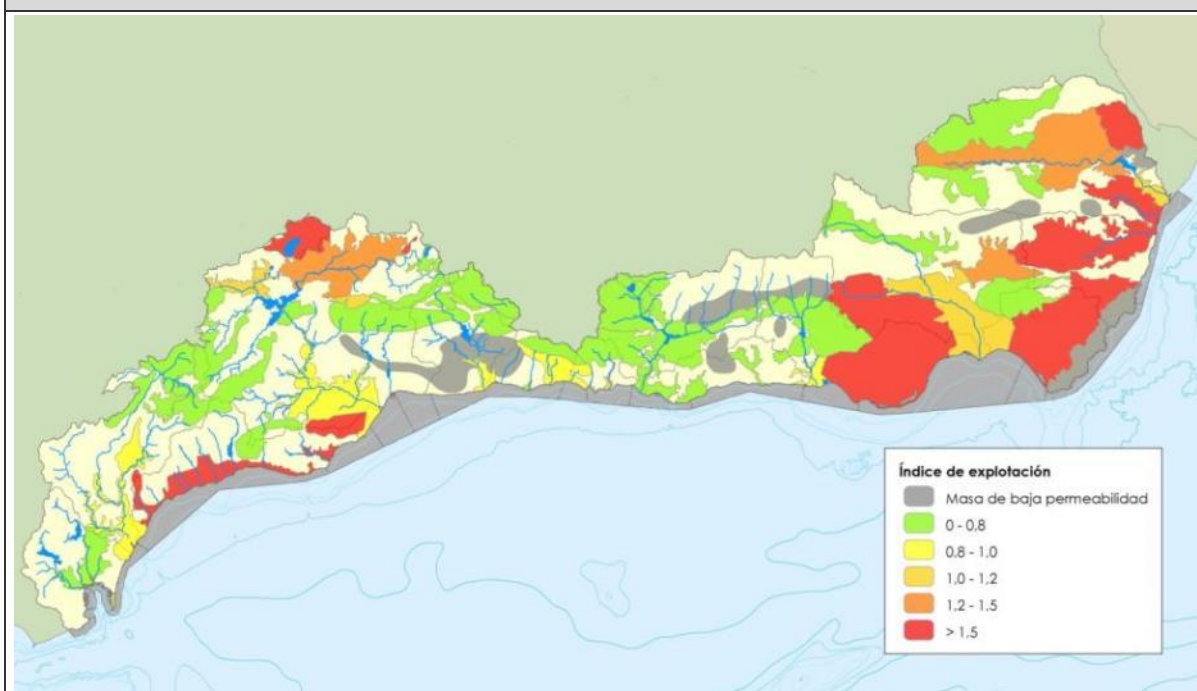 Índice de explotación
Masa de baja permeabilidad
0 - 0,8
0,8 - 1,0
1,0 - 1,2
1,2 - 1,5
> 1,5